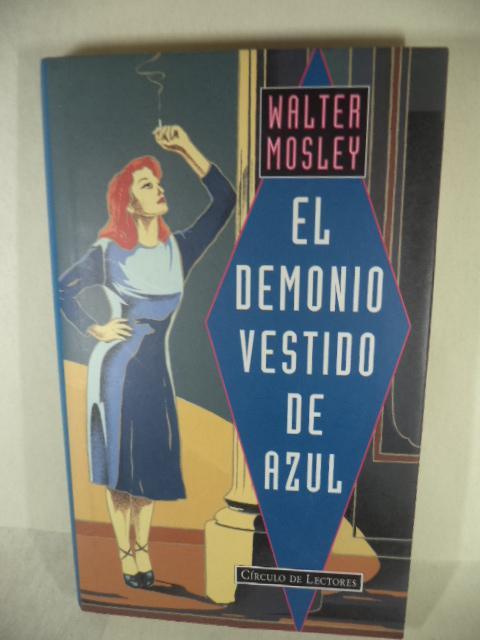 WALTER
MOSLEY
EL
DEMONIO
VESTIDO
DE
AZUL
CÍRCULO DE LECTORES